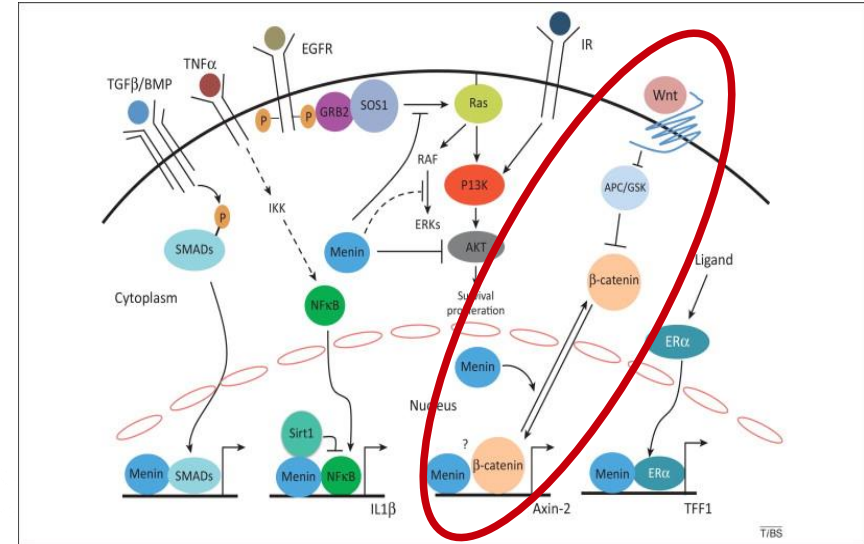 TGFβ/BMP
TNFα
EGFR
IR
Wnt
P
P
GRB2
SOS1
Ras
RAF
P13K
APC/GSK
ERKs
IKK
P
SMADs
Menin
AKT
Ligand
Cytoplasm
NFκB
Survival
proliferation
β-catenin
ERα
Menin
Nucleus
Sirt1
?
Menin
SMADs
Menin
NFκB
Menin
β-catenin
Menin
ERα
IL1β
Axin-2
TFF1
T/BS